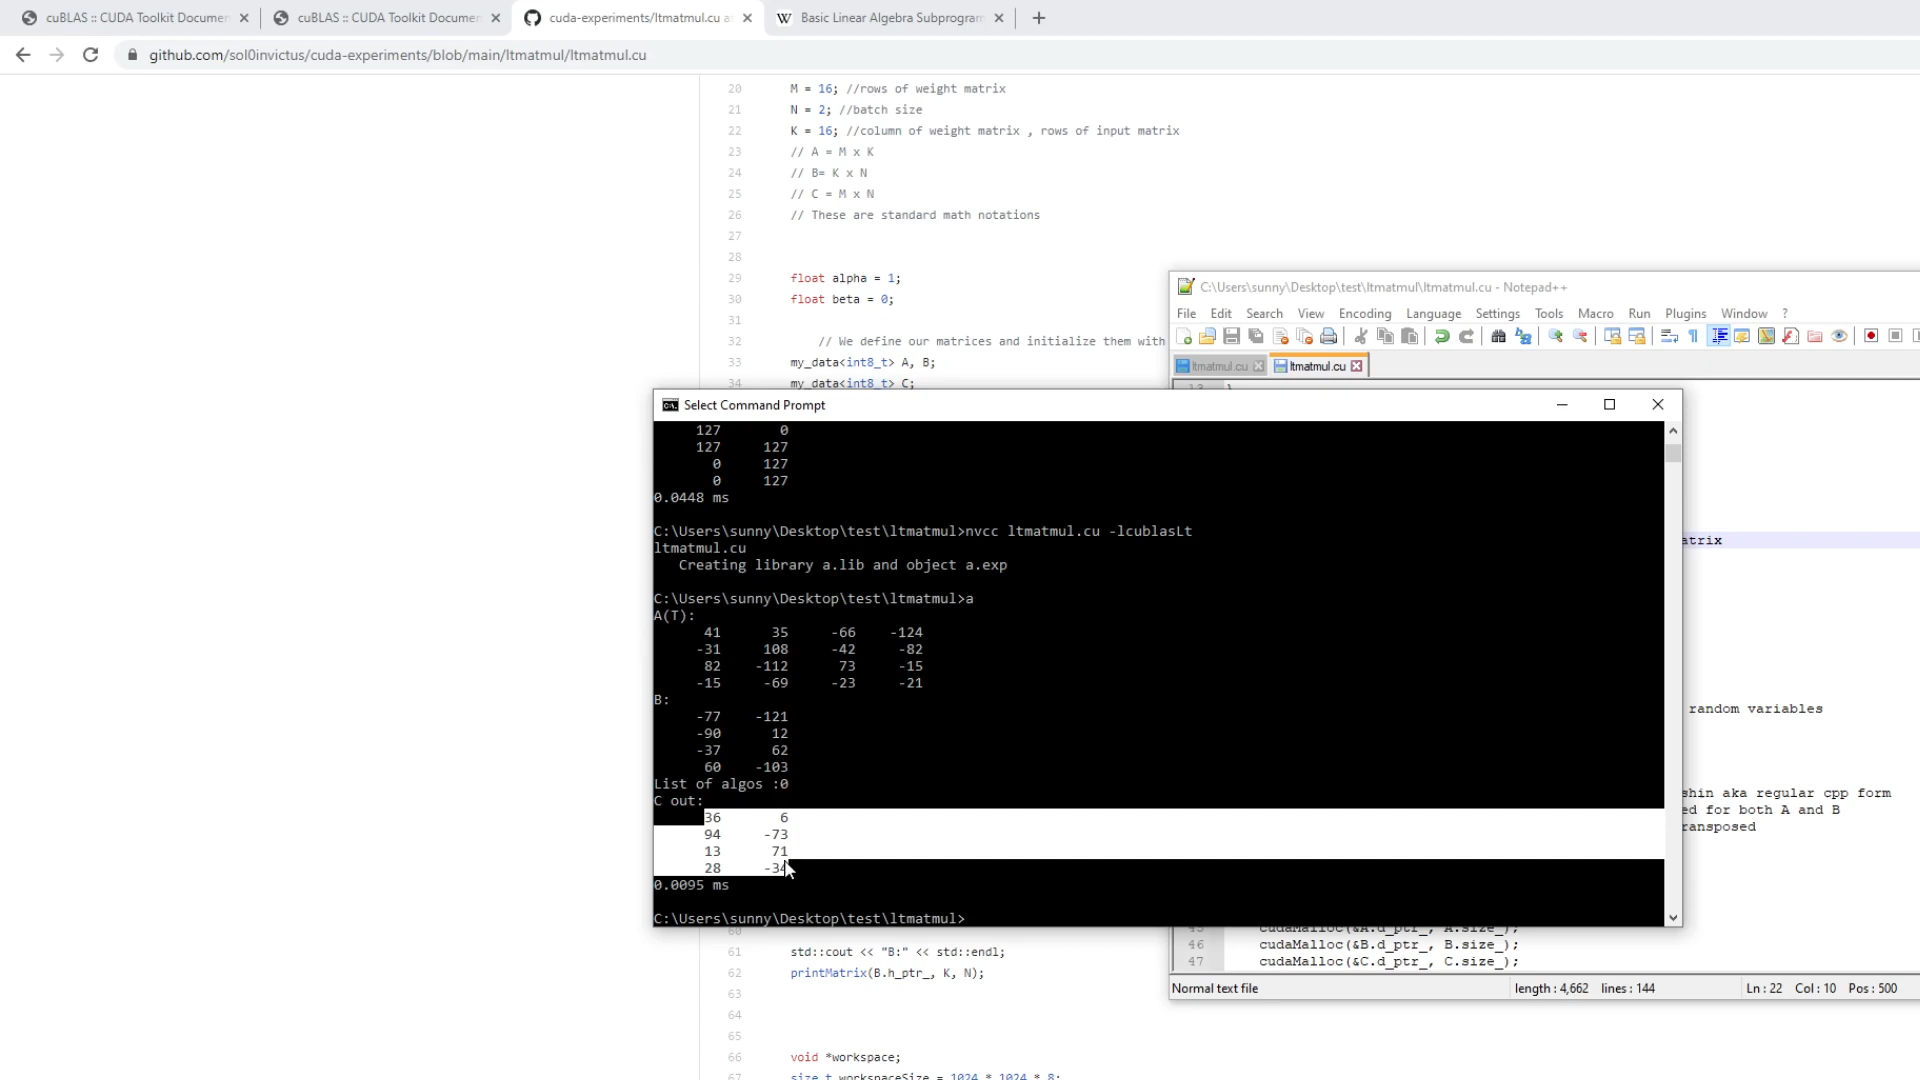 cuBLAS :: CUDA Toolkit Documen
cuBLAS :: CUDA Toolkit Documen
cuda-experiments/ltmatmul.cu at
W Basic Linear Algebra Subprogram
github.com/sol0invictus/cuda-experiments/blob/main/ltmatmul/ltmatmul.cu
20 M = 16; //rows of weight matrix
21 N = 2; //batch size
22 K = 16; //column of weight matrix , rows of input matrix
23 // A = M x K
24 // B= K x N
25 // C = M x N
26 // These are standard math notations
27
28
29 float alpha = 1;
30 float beta = 0;
31
32 // We define our matrices and initialize them with
33 my_data<int8_t> A, B;
34 my_data<int8_t> C;
C:\Users\sunny\Desktop\test\ltmatmul\ltmatmul.cu - Notepad++
File Edit Search View Encoding Language Settings Tools Macro Run Plugins Window ?
ltmatmul.cu ltmatmul.cu
Select Command Prompt
127 0
127 127
0 127
0 127
0.0448 ms
C:\Users\sunny\Desktop\test\ltmatmul>nvcc ltmatmul.cu -lcublasLt
ltmatmul.cu
Creating library a.lib and object a.exp
C:\Users\sunny\Desktop\test\ltmatmul>a
A(T):
41 35 -66 -124
-31 108 -42 -82
82 -112 73 -15
-15 -69 -23 -21
B:
-77 -121
-90 12
-37 62
60 -103
List of algos :0
C out:
36 6
94 -73
13 71
28 -34
0.0095 ms
C:\Users\sunny\Desktop\test\ltmatmul>
atrix
random variables
shin aka regular cpp form
ed for both A and B
ransposed
45 cudaMalloc(&A.d_ptr_, A.size_);
46 cudaMalloc(&B.d_ptr_, B.size_);
47 cudaMalloc(&C.d_ptr_, C.size_);
Normal text file length : 4,662 lines : 144 Ln : 22 Col : 10 Pos : 500
60
61 std::cout << "B:" << std::endl;
62 printMatrix(B.h_ptr_, K, N);
63
64
65
66 void *workspace;
67 size_t workspaceSize = 1024 * 1024 * 8;